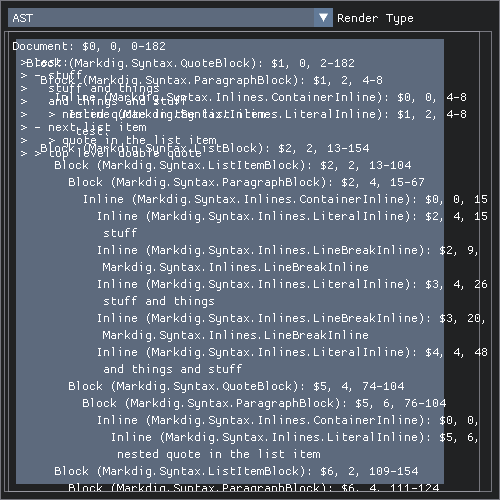 AST
Render Type
Document: $0, 0, 0-182
> test:
Block (Markdig.Syntax.QuoteBlock): $1, 0, 2-182
> - stuff
Block (Markdig.Syntax.ParagraphBlock): $1, 2, 4-8
>   stuff and things
Inline (Markdig.Syntax.Inlines.ContainerInline): $0, 0, 4-8
>   and things and stuff
Inline (Markdig.Syntax.Inlines.LiteralInline): $1, 2, 4-8
>   > nested quote in the list item
> - next list item
test:
>   > quote in the list item
Block (Markdig.Syntax.ListBlock): $2, 2, 13-154
> > top level double quote
Block (Markdig.Syntax.ListItemBlock): $2, 2, 13-104
Block (Markdig.Syntax.ParagraphBlock): $2, 4, 15-67
Inline (Markdig.Syntax.Inlines.ContainerInline): $0, 0, 15
Inline (Markdig.Syntax.Inlines.LiteralInline): $2, 4, 15
stuff
Inline (Markdig.Syntax.Inlines.LineBreakInline): $2, 9,
Markdig.Syntax.Inlines.LineBreakInline
Inline (Markdig.Syntax.Inlines.LiteralInline): $3, 4, 26
stuff and things
Inline (Markdig.Syntax.Inlines.LineBreakInline): $3, 20,
Markdig.Syntax.Inlines.LineBreakInline
Inline (Markdig.Syntax.Inlines.LiteralInline): $4, 4, 48
and things and stuff
Block (Markdig.Syntax.QuoteBlock): $5, 4, 74-104
Block (Markdig.Syntax.ParagraphBlock): $5, 6, 76-104
Inline (Markdig.Syntax.Inlines.ContainerInline): $0, 0,
Inline (Markdig.Syntax.Inlines.LiteralInline): $5, 6,
nested quote in the list item
Block (Markdig.Syntax.ListItemBlock): $6, 2, 109-154
Block (Markdig.Syntax.ParagraphBlock): $6, 4, 111-124